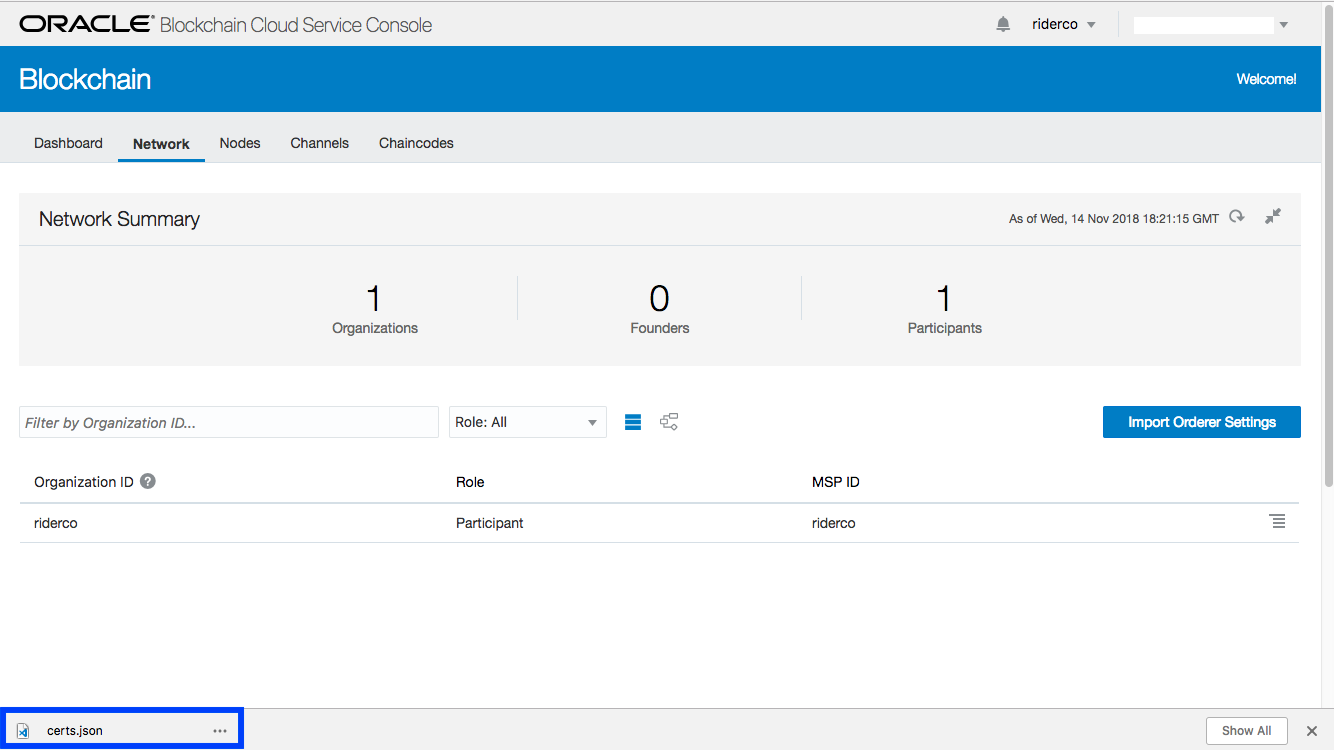 ORACLE® Blockchain Cloud Service Console
riderco
Blockchain
Welcome!
Dashboard Network Nodes Channels Chaincodes
Network Summary
As of Wed, 14 Nov 2018 18:21:15 GMT
1 0 1
Organizations Founders Participants
Filter by Organization ID... Role: All Import Orderer Settings
Organization ID ? Role MSP ID
riderco Participant riderco
certs.json ... Show All